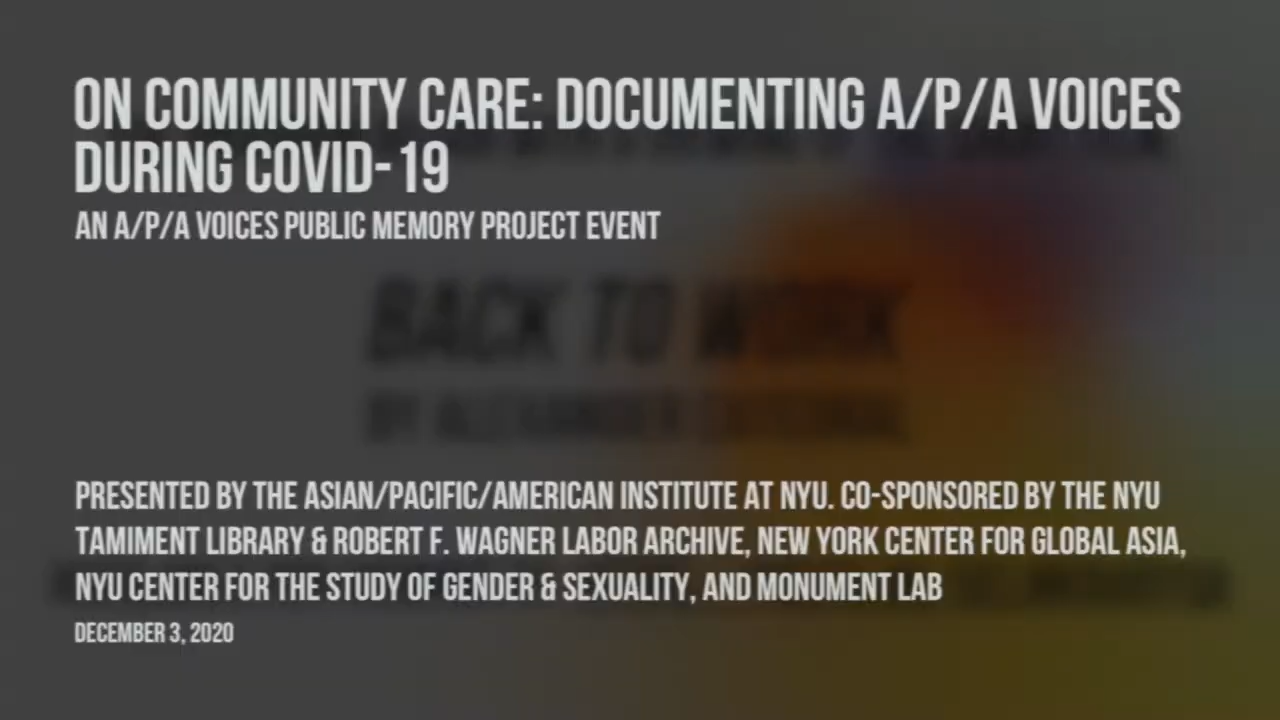 ON COMMUNITY CARE: DOCUMENTING A/P/A VOICES
DURING COVID-19
AN A/P/A VOICES PUBLIC MEMORY PROJECT EVENT
BACK TO WORK
BY ALEXANDER
PRESENTED BY THE ASIAN/PACIFIC/AMERICAN INSTITUTE AT NYU. CO-SPONSORED BY THE NYU
TAMIMENT LIBRARY & ROBERT F. WAGNER LABOR ARCHIVE, NEW YORK CENTER FOR GLOBAL ASIA,
NYU CENTER FOR THE STUDY OF GENDER & SEXUALITY, AND MONUMENT LAB
DECEMBER 3, 2020